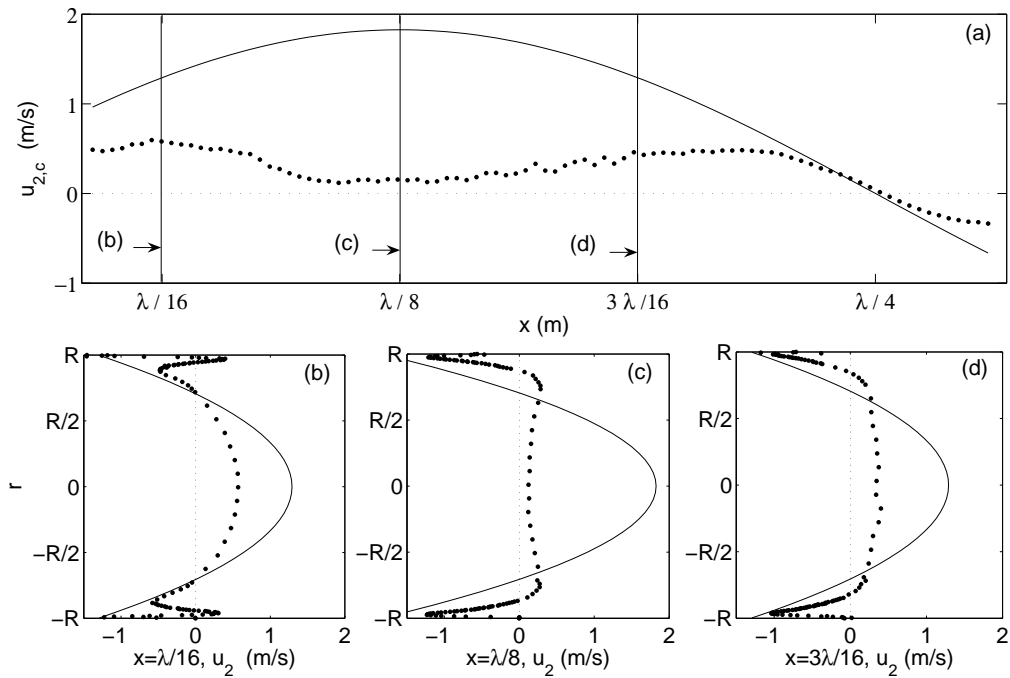 2
(a)
1
0
−1
u2,c (m/s)
(b)
(c)
(d)
λ / 16
λ / 8
3 λ /16
λ / 4
x (m)
R
R/2
0
−R/2
−R
r
(b)
−1
0
1
2
x=λ/16, u2 (m/s)
R
R/2
0
−R/2
−R
(c)
−1
0
1
2
x=λ/8, u2 (m/s)
R
R/2
0
−R/2
−R
(d)
−1
0
1
2
x=3λ/16, u2 (m/s)